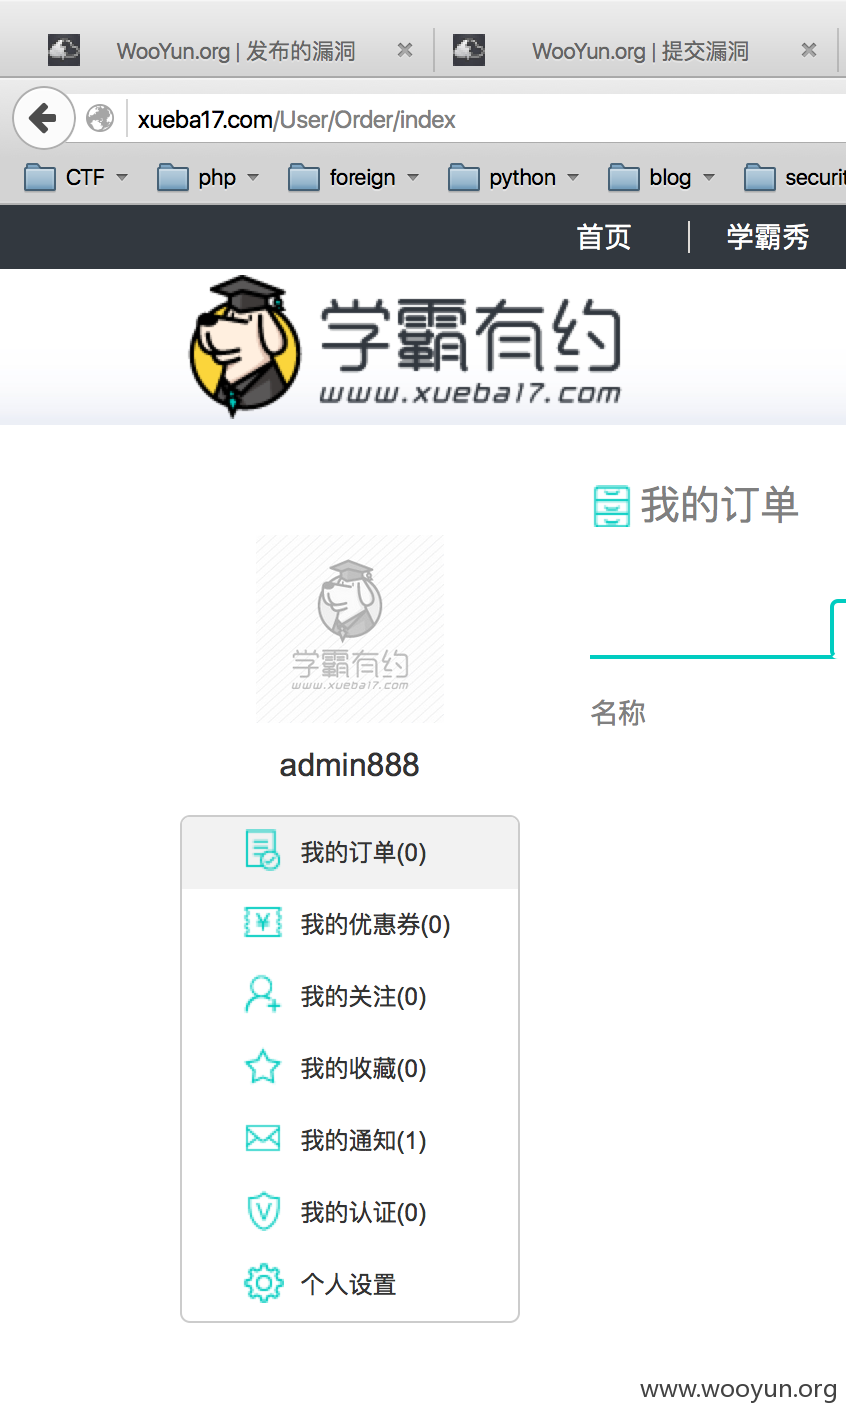 WooYun.org | 发布的漏洞
WooYun.org | 提交漏洞
xueba17.com/User/Order/index
CTF php foreign python blog securit
首页 | 学霸秀
学霸有约
www.xueba17.com
我的订单
学霸有约
www.xueba17.com
名称
admin888
我的订单(0)
我的优惠券(0)
我的关注(0)
我的收藏(0)
我的通知(1)
我的认证(0)
个人设置
www.wooyun.org